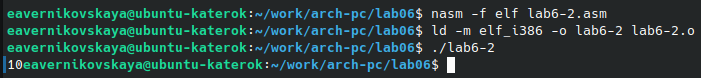 eavernikovskaya@ubuntu-katerok:~/work/arch-pc/lab06$ nasm -f elf lab6-2.asm
eavernikovskaya@ubuntu-katerok:~/work/arch-pc/lab06$ ld -m elf_i386 -o lab6-2 lab6-2.o
eavernikovskaya@ubuntu-katerok:~/work/arch-pc/lab06$ ./lab6-2
10eavernikovskaya@ubuntu-katerok:~/work/arch-pc/lab06$